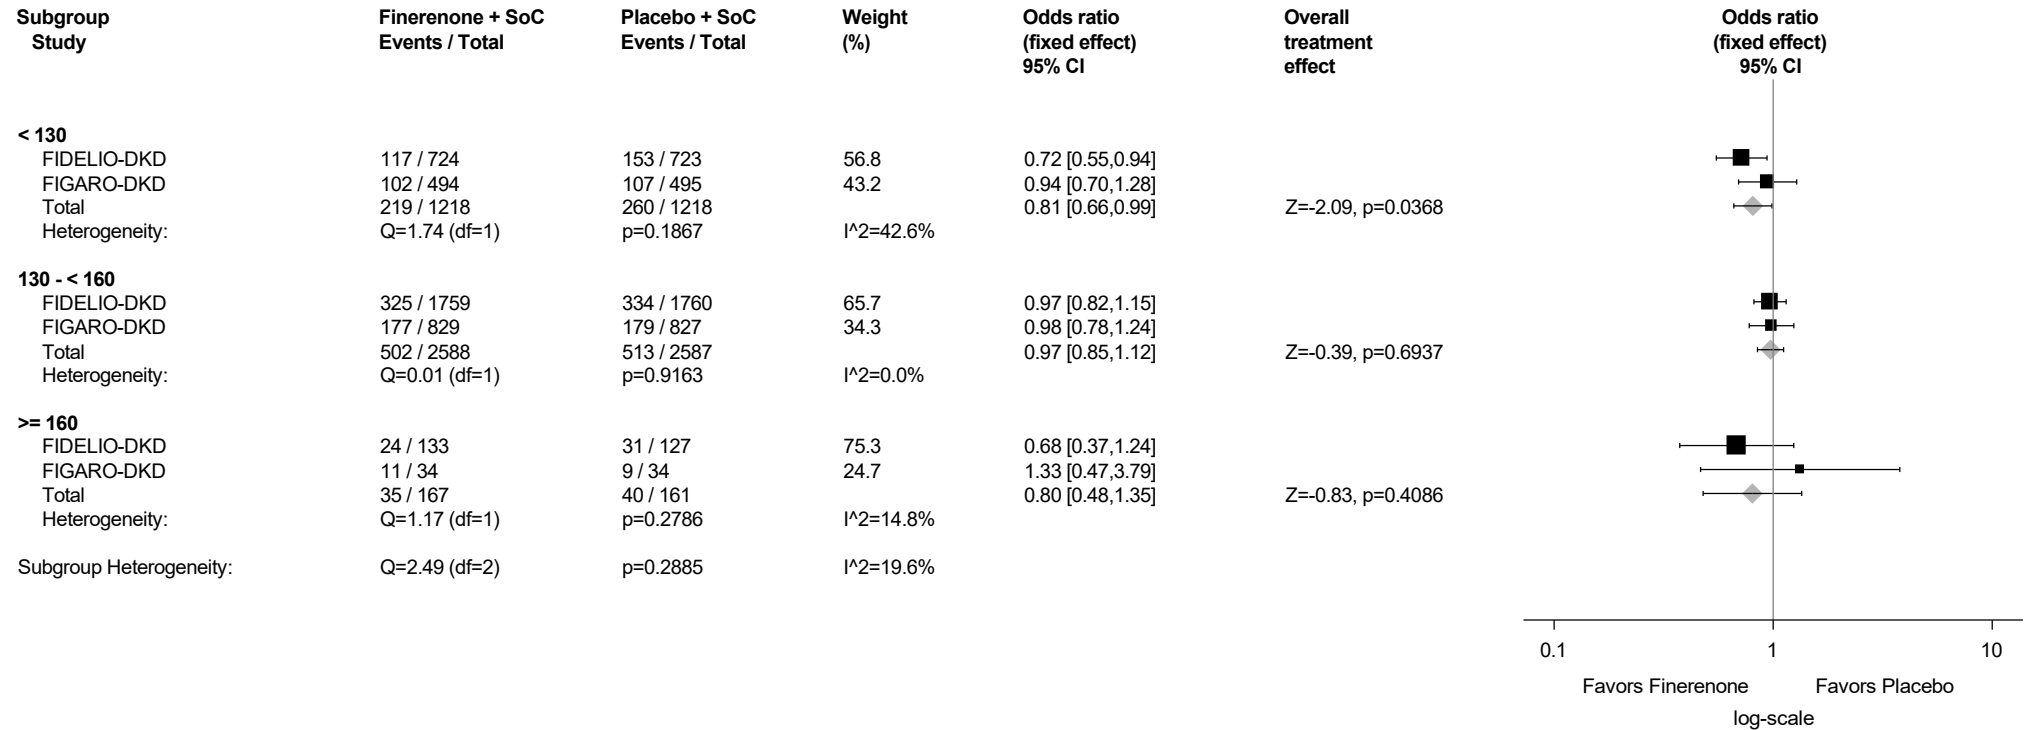 Subgroup Finerenone + SoC Placebo + SoC Weight Odds ratio Overall Odds ratio
Study Events / Total Events / Total (%) (fixed effect) treatment (fixed effect)
95% CI effect 95% CI
< 130
FIDELIO-DKD 117 / 724 153 / 723 56.8 0.72 [0.55,0.94]
FIGARO-DKD 102 / 494 107 / 495 43.2 0.94 [0.70,1.28]
Total 219 / 1218 260 / 1218 0.81 [0.66,0.99] Z=-2.09, p=0.0368
Heterogeneity: Q=1.74 (df=1) p=0.1867 I^2=42.6%
130 - < 160
FIDELIO-DKD 325 / 1759 334 / 1760 65.7 0.97 [0.82,1.15]
FIGARO-DKD 177 / 829 179 / 827 34.3 0.98 [0.78,1.24]
Total 502 / 2588 513 / 2587 0.97 [0.85,1.12] Z=-0.39, p=0.6937
Heterogeneity: Q=0.01 (df=1) p=0.9163 I^2=0.0%
>= 160
FIDELIO-DKD 24 / 133 31 / 127 75.3 0.68 [0.37,1.24]
FIGARO-DKD 11 / 34 9 / 34 24.7 1.33 [0.47,3.79]
Total 35 / 167 40 / 161 0.80 [0.48,1.35] Z=-0.83, p=0.4086
Heterogeneity: Q=1.17 (df=1) p=0.2786 I^2=14.8%
Subgroup Heterogeneity: Q=2.49 (df=2) p=0.2885 I^2=19.6%
0.1 1 10
Favors Finerenone Favors Placebo
log-scale